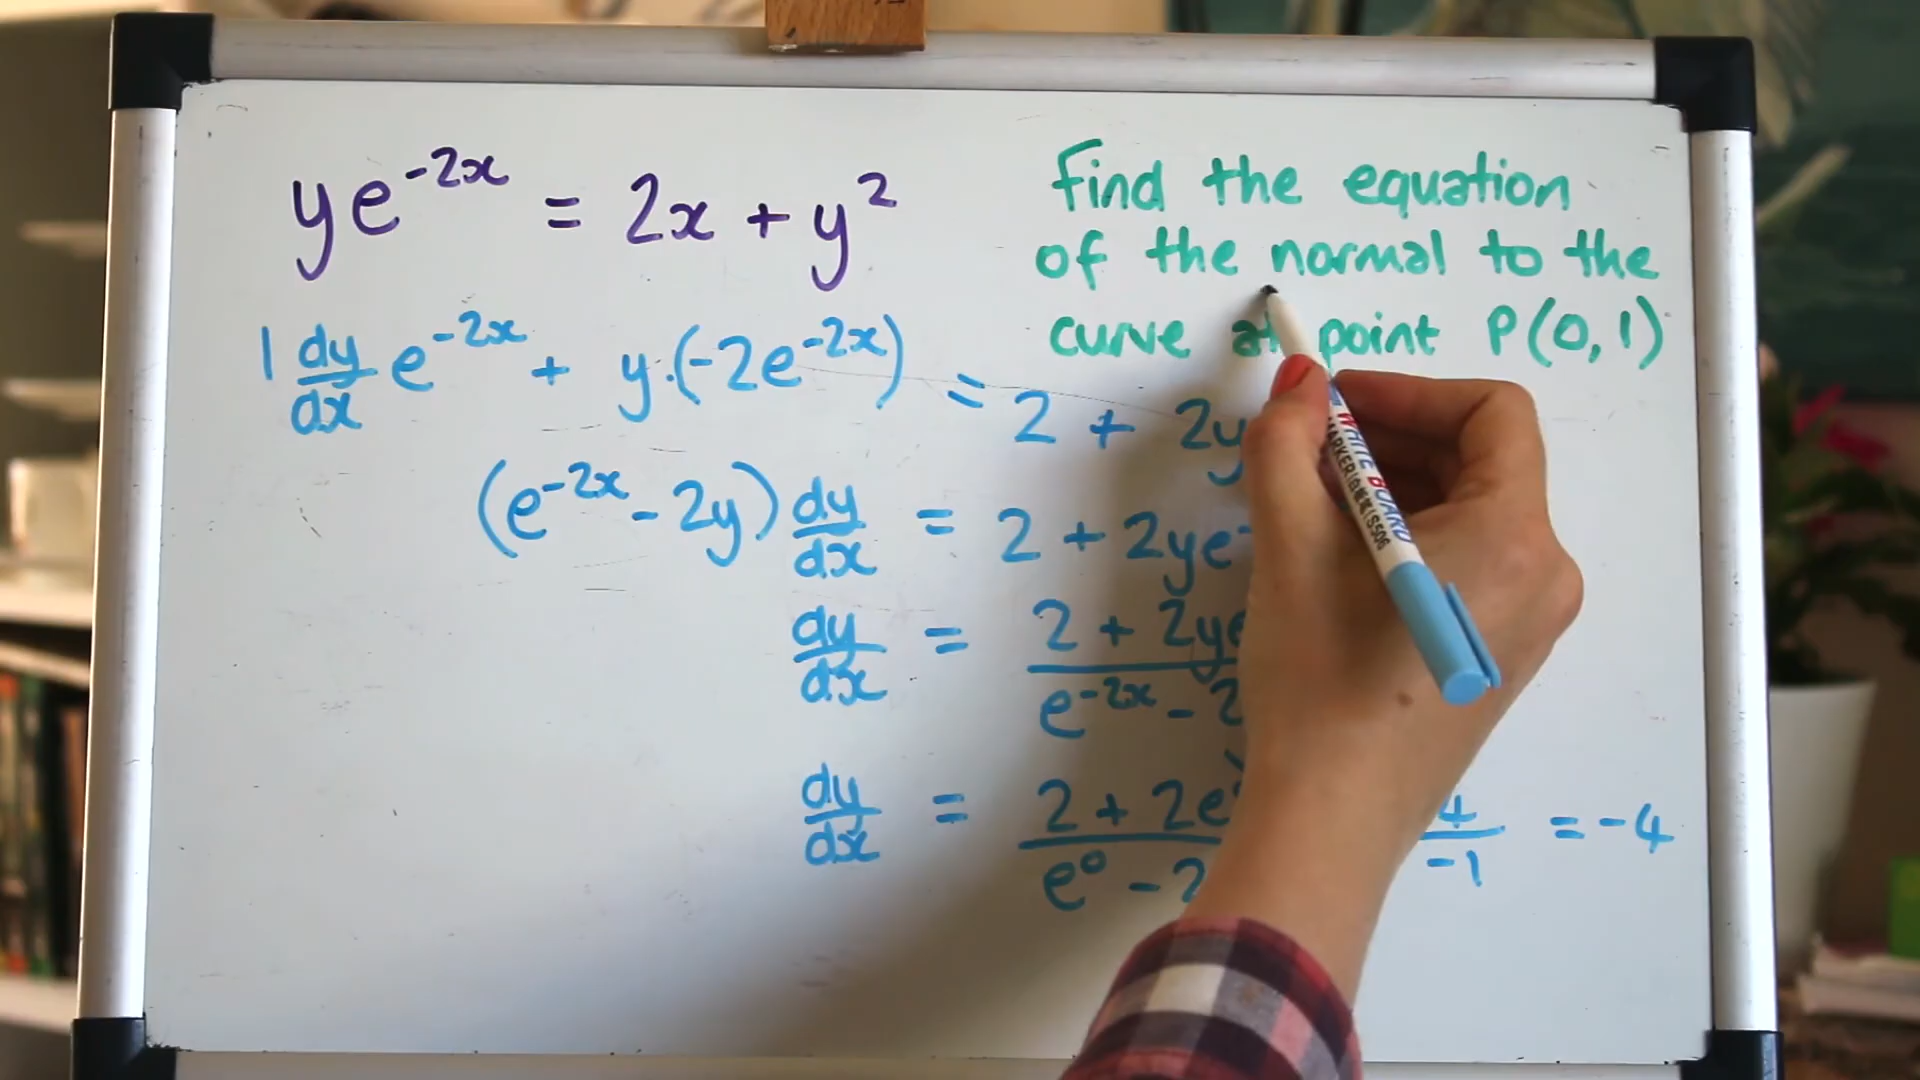 ye^-2x = 2x + y^2
Find the equation
of the normal to the
curve at point P(0,1)
1 dy/dx e^-2x + y.(-2e^-2x) = 2 + 2y
(e^-2x - 2y) dy/dx = 2 + 2ye^-
dy/dx = 2 + 2ye / e^-2x - 2
dy/dx = 2 + 2e / e^0 - 2 4/-1 = -4
WHITE BOARD
MARKER